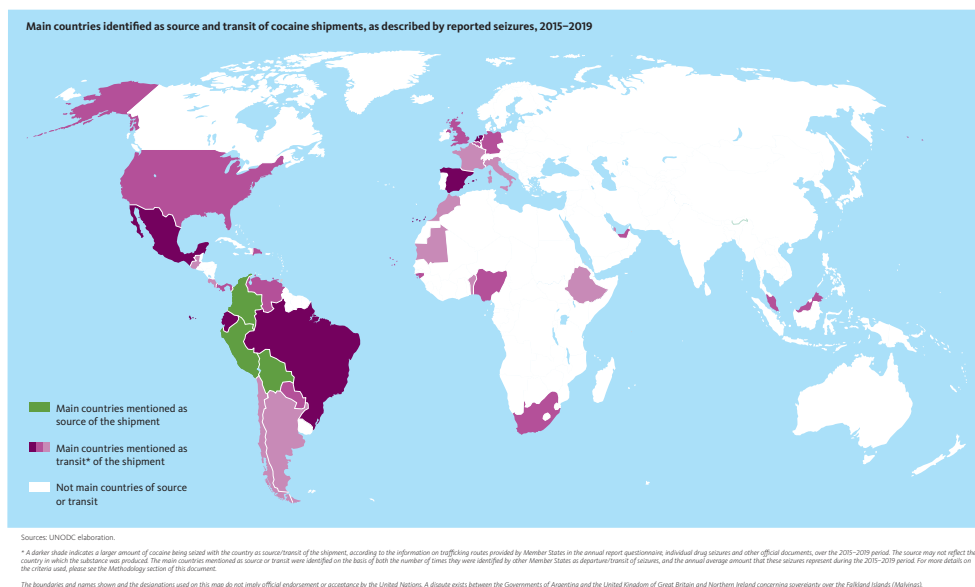 Main countries identified as source and transit of cocaine shipments, as described by reported seizures, 2015–2019
Main countries mentioned as
source of the shipment
Main countries mentioned as
transit* of the shipment
Not main countries of source
or transit
Sources: UNODC elaboration.
* A darker shade indicates a larger amount of cocaine being seized with the country as source/transit of the shipment, according to the information on trafficking routes provided by Member States in the annual report questionnaire, individual drug seizures and other official documents, over the 2015–2019 period. The source may not reflect the
country in which the substance was produced. The main countries mentioned as source or transit were identified on the basis of both the number of times they were identified by other Member States as departure/transit of seizures, and the annual average amount that these seizures represent during the 2015–2019 period. For more details on
the criteria used, please see the Methodology section of this document.
The boundaries and names shown and the designations used on this map do not imply official endorsement or acceptance by the United Nations. A dispute exists between the Governments of Argentina and the United Kingdom of Great Britain and Northern Ireland concerning sovereignty over the Falkland Islands (Malvinas).